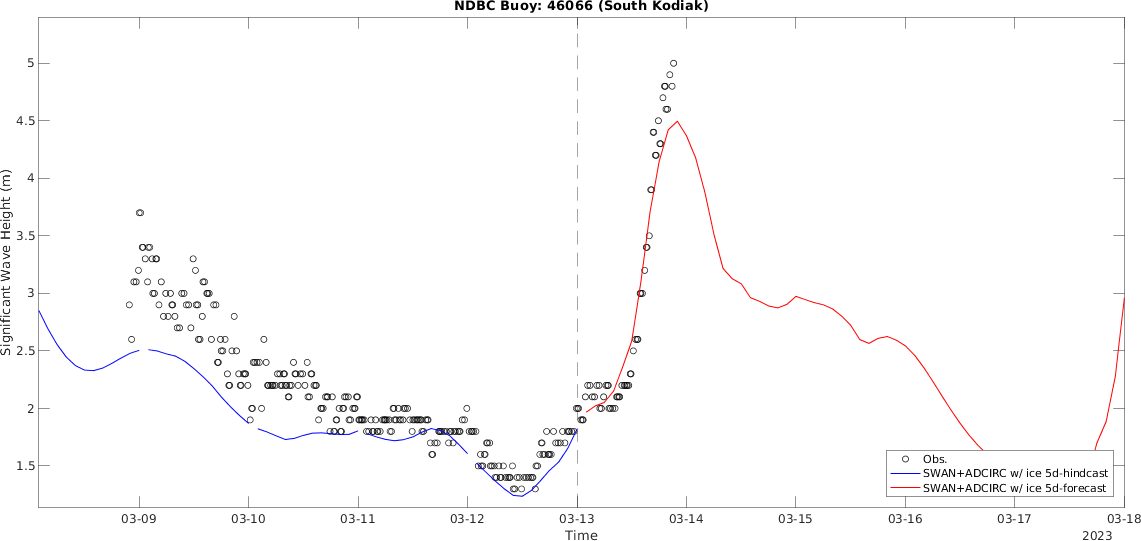 NDBC Buoy: 46066 (South Kodiak)
Significant Wave Height (m)
5
4.5
4
3.5
3
2.5
2
1.5
Obs.
SWAN+ADCIRC w/ ice 5d-hindcast
SWAN+ADCIRC w/ ice 5d-forecast
03-09 03-10 03-11 03-12 03-13 03-14 03-15 03-16 03-17 03-18
Time
2023